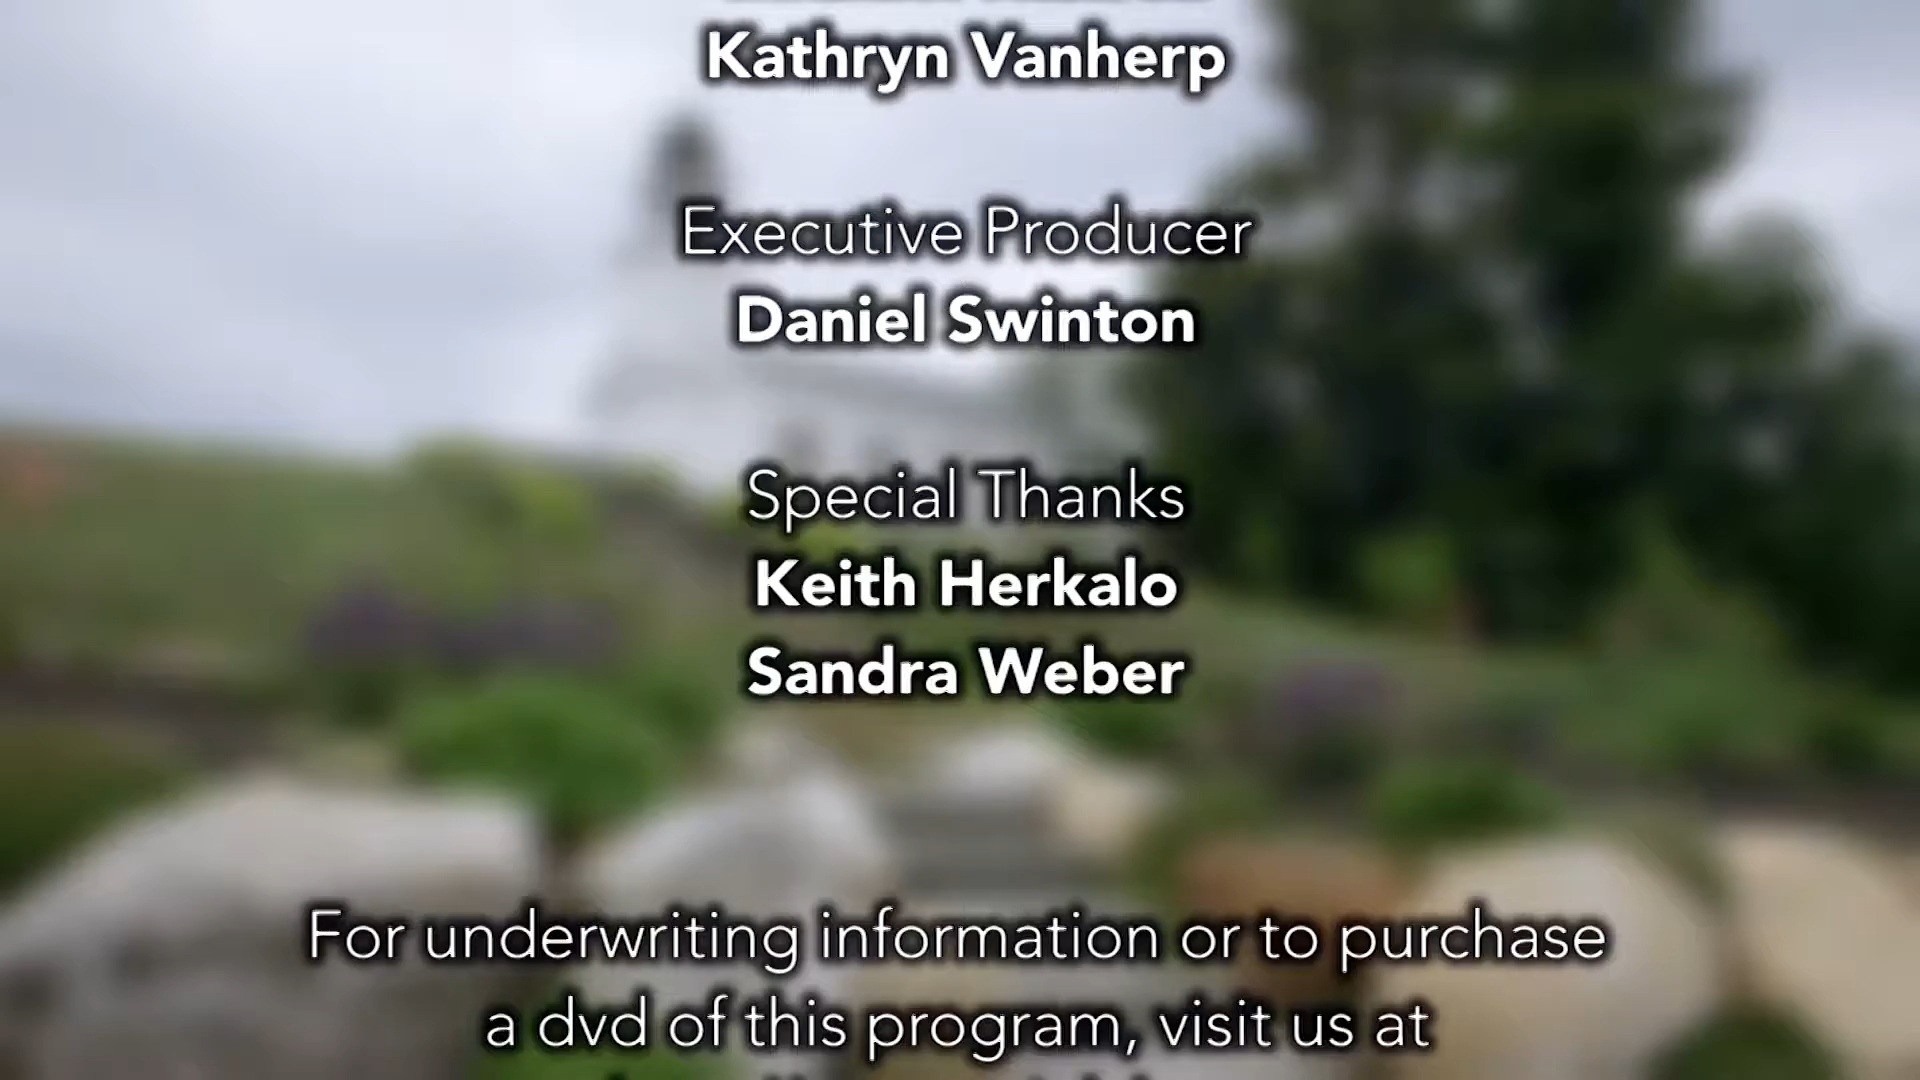 Kathryn Vanherp
Executive Producer
Daniel Swinton
Special Thanks
Keith Herkalo
Sandra Weber
For underwriting information or to purchase
a dvd of this program, visit us at